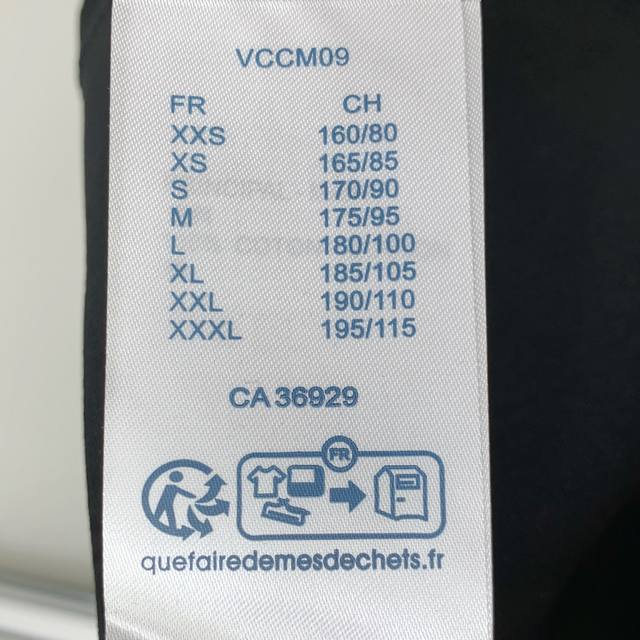 VCCM09
FR CH
XXS 160/80
XS 165/85
S 170/90
M 175/95
L 180/100
XL 185/105
XXL 190/110
XXXL 195/115
CA 36929
FR
quefairedemesdechets.fr